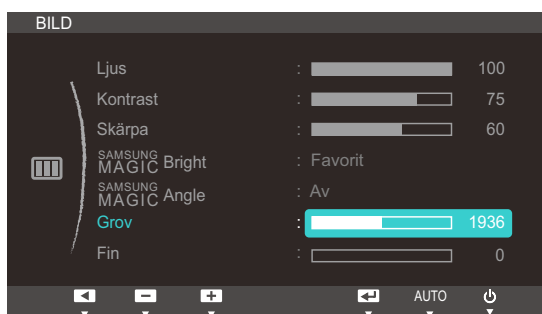 BILD
Ljus : 100
Kontrast : 75
Skärpa : 60
SAMSUNG MAGIC Bright : Favorit
SAMSUNG MAGIC Angle : Av
Grov : 1936
Fin : 0
AUTO